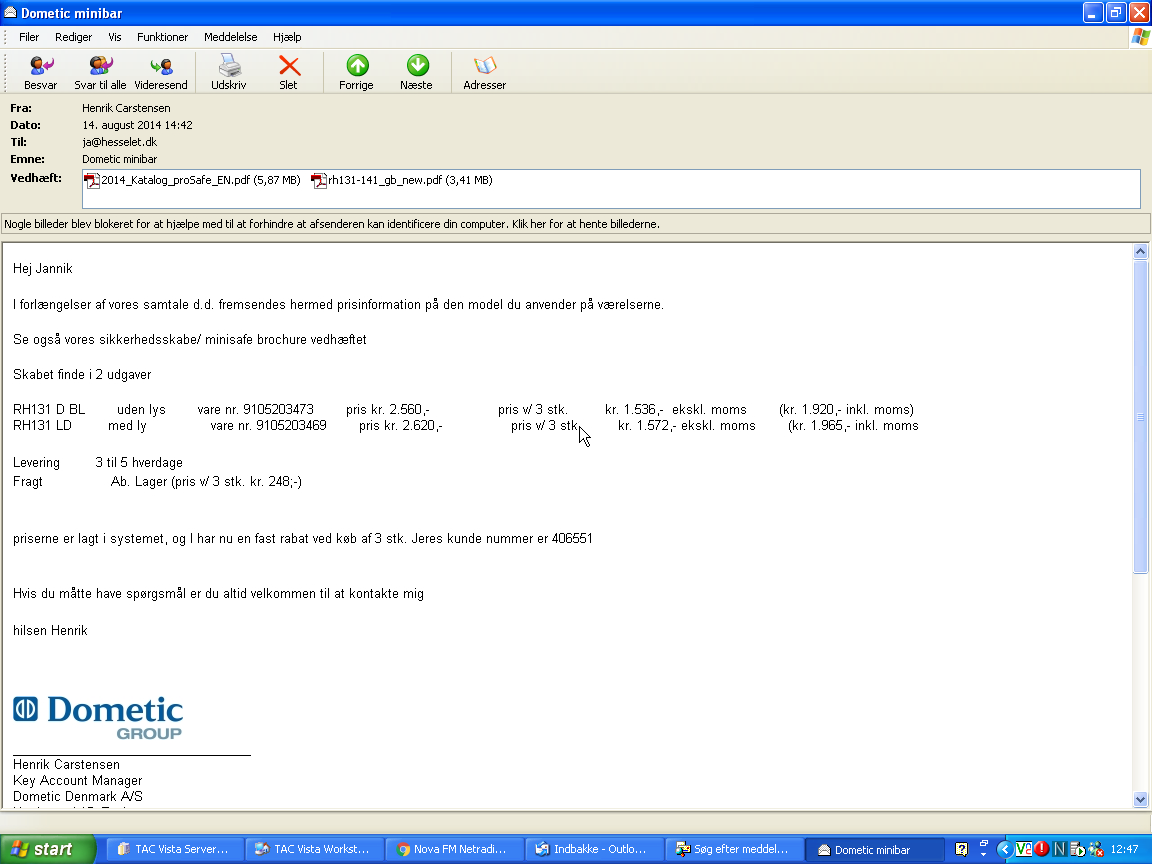 Dometic minibar
Filer Rediger Vis Funktioner Meddelelse Hjælp
Besvar Svar til alle Videresend Udskriv Slet Forrige Næste Adresser
Fra: Henrik Carstensen
Dato: 14. august 2014 14:42
Til: ja@hesselet.dk
Emne: Dometic minibar
Vedhæft: 2014_Katalog_proSafe_EN.pdf (5,87 MB) rh131-141_gb_new.pdf (3,41 MB)
Nogle billeder blev blokeret for at hjælpe med til at forhindre at afsenderen kan identificere din computer. Klik her for at hente billederne.
Hej Jannik
I forlængelser af vores samtale d.d. fremsendes hermed prisinformation på den model du anvender på værelserne.
Se også vores sikkerhedsskabe/ minisafe brochure vedhæftet
Skabet finde i 2 udgaver
RH131 D BL uden lys vare nr. 9105203473 pris kr. 2.560,- pris v/ 3 stk. kr. 1.536,- ekskl. moms (kr. 1.920,- inkl. moms)
RH131 LD med ly vare nr. 9105203469 pris kr. 2.620,- pris v/ 3 stk. kr. 1.572,- ekskl. moms (kr. 1.965,- inkl. moms
Levering 3 til 5 hverdage
Fragt Ab. Lager (pris v/ 3 stk. kr. 248;-)
priserne er lagt i systemet, og I har nu en fast rabat ved køb af 3 stk. Jeres kunde nummer er 406551
Hvis du måtte have spørgsmål er du altid velkommen til at kontakte mig
hilsen Henrik
Dometic
GROUP
Henrik Carstensen
Key Account Manager
Dometic Denmark A/S
start TAC Vista Server... TAC Vista Workst... Nova FM Netradi... Indbakke - Outlo... Søg efter meddel... Dometic minibar 12:47